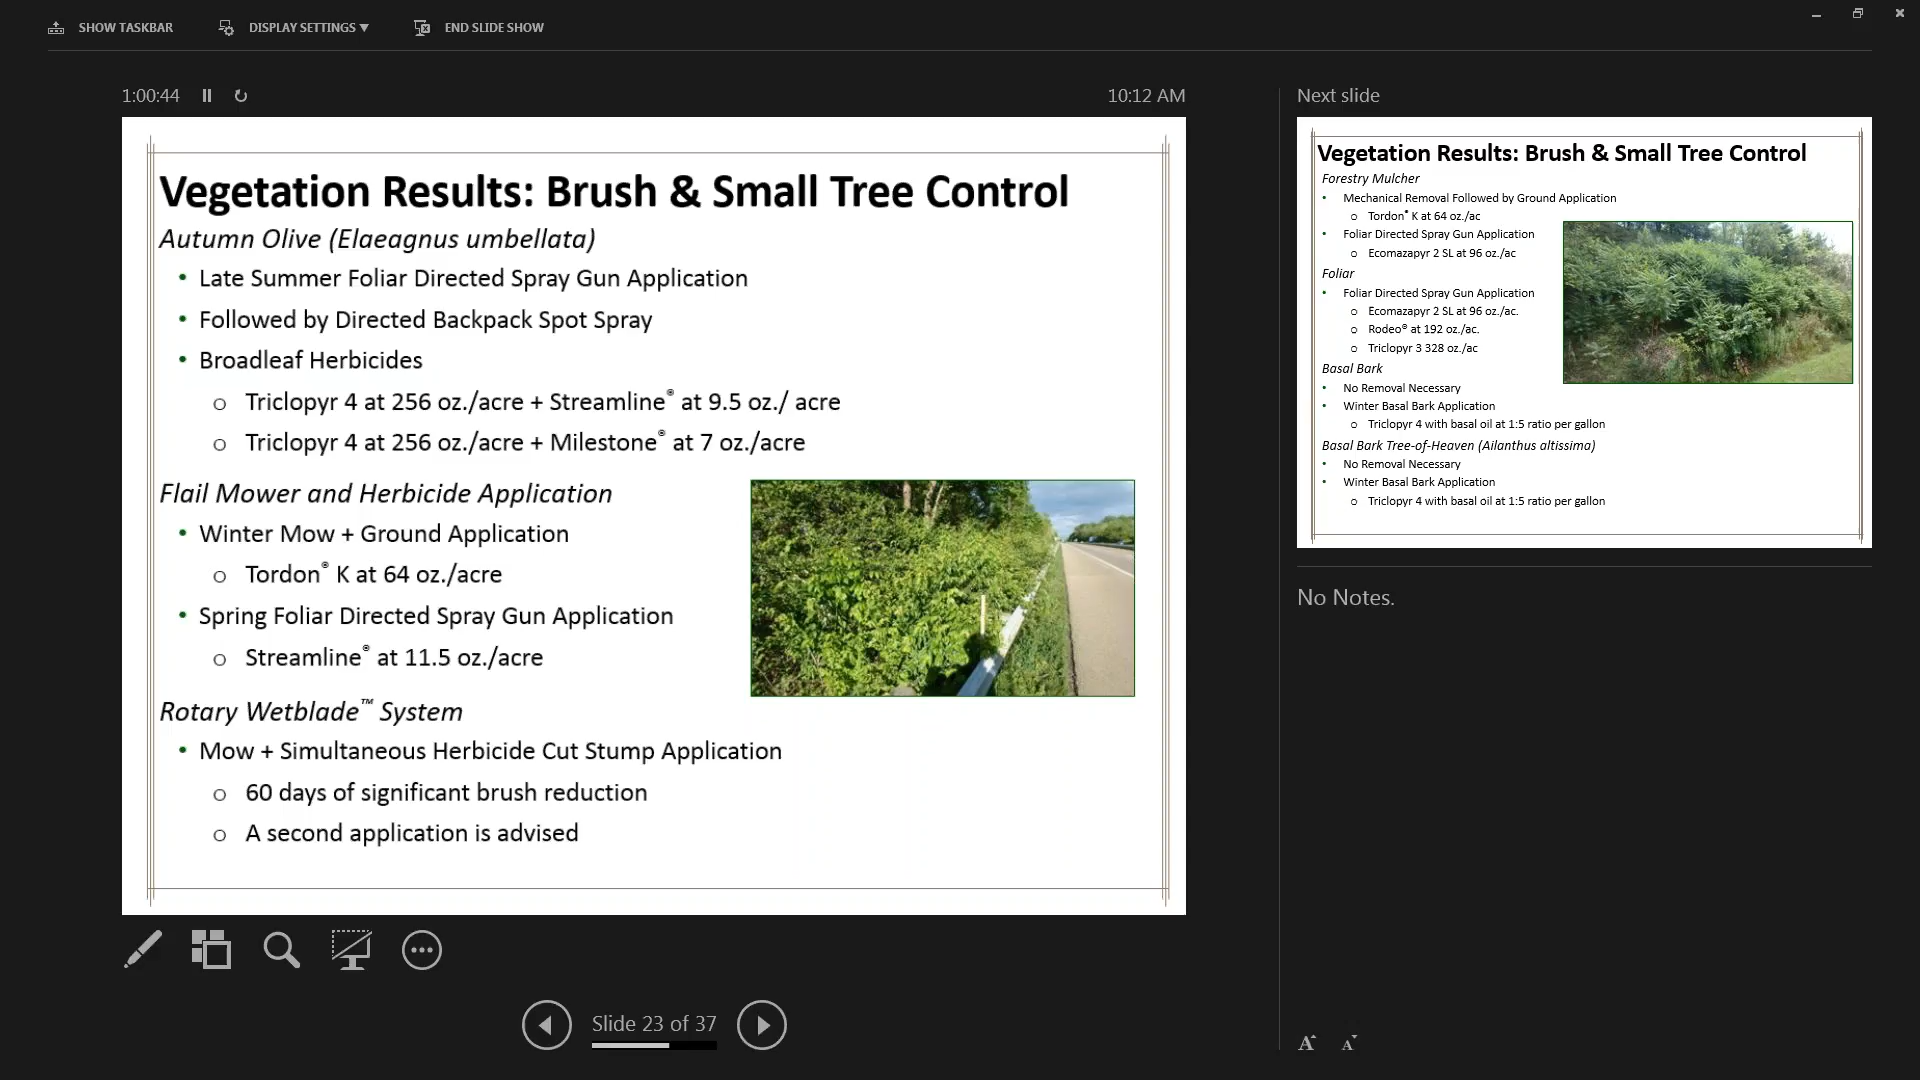 SHOW TASKBAR
DISPLAY SETTINGS ▼
END SLIDE SHOW
1:00:44
10:12 AM
Vegetation Results: Brush & Small Tree Control
Autumn Olive (Elaeagnus umbellata)
• Late Summer Foliar Directed Spray Gun Application
• Followed by Directed Backpack Spot Spray
• Broadleaf Herbicides
o Triclopyr 4 at 256 oz./acre + Streamline® at 9.5 oz./ acre
o Triclopyr 4 at 256 oz./acre + Milestone® at 7 oz./acre
Flail Mower and Herbicide Application
• Winter Mow + Ground Application
o Tordon® K at 64 oz./acre
• Spring Foliar Directed Spray Gun Application
o Streamline® at 11.5 oz./acre
Rotary Wetblade™ System
• Mow + Simultaneous Herbicide Cut Stump Application
o 60 days of significant brush reduction
o A second application is advised
Slide 23 of 37
Next slide
Vegetation Results: Brush & Small Tree Control
Forestry Mulcher
• Mechanical Removal Followed by Ground Application
o Tordon® K at 64 oz./ac
• Foliar Directed Spray Gun Application
o Ecomazapyr 2 SL at 96 oz./ac
Foliar
• Foliar Directed Spray Gun Application
o Ecomazapyr 2 SL at 96 oz./ac.
o Rodeo® at 192 oz./ac.
o Triclopyr 3 328 oz./ac
Basal Bark
• No Removal Necessary
• Winter Basal Bark Application
o Triclopyr 4 with basal oil at 1:5 ratio per gallon
Basal Bark Tree-of-Heaven (Ailanthus altissima)
• No Removal Necessary
• Winter Basal Bark Application
o Triclopyr 4 with basal oil at 1:5 ratio per gallon
No Notes.
A A